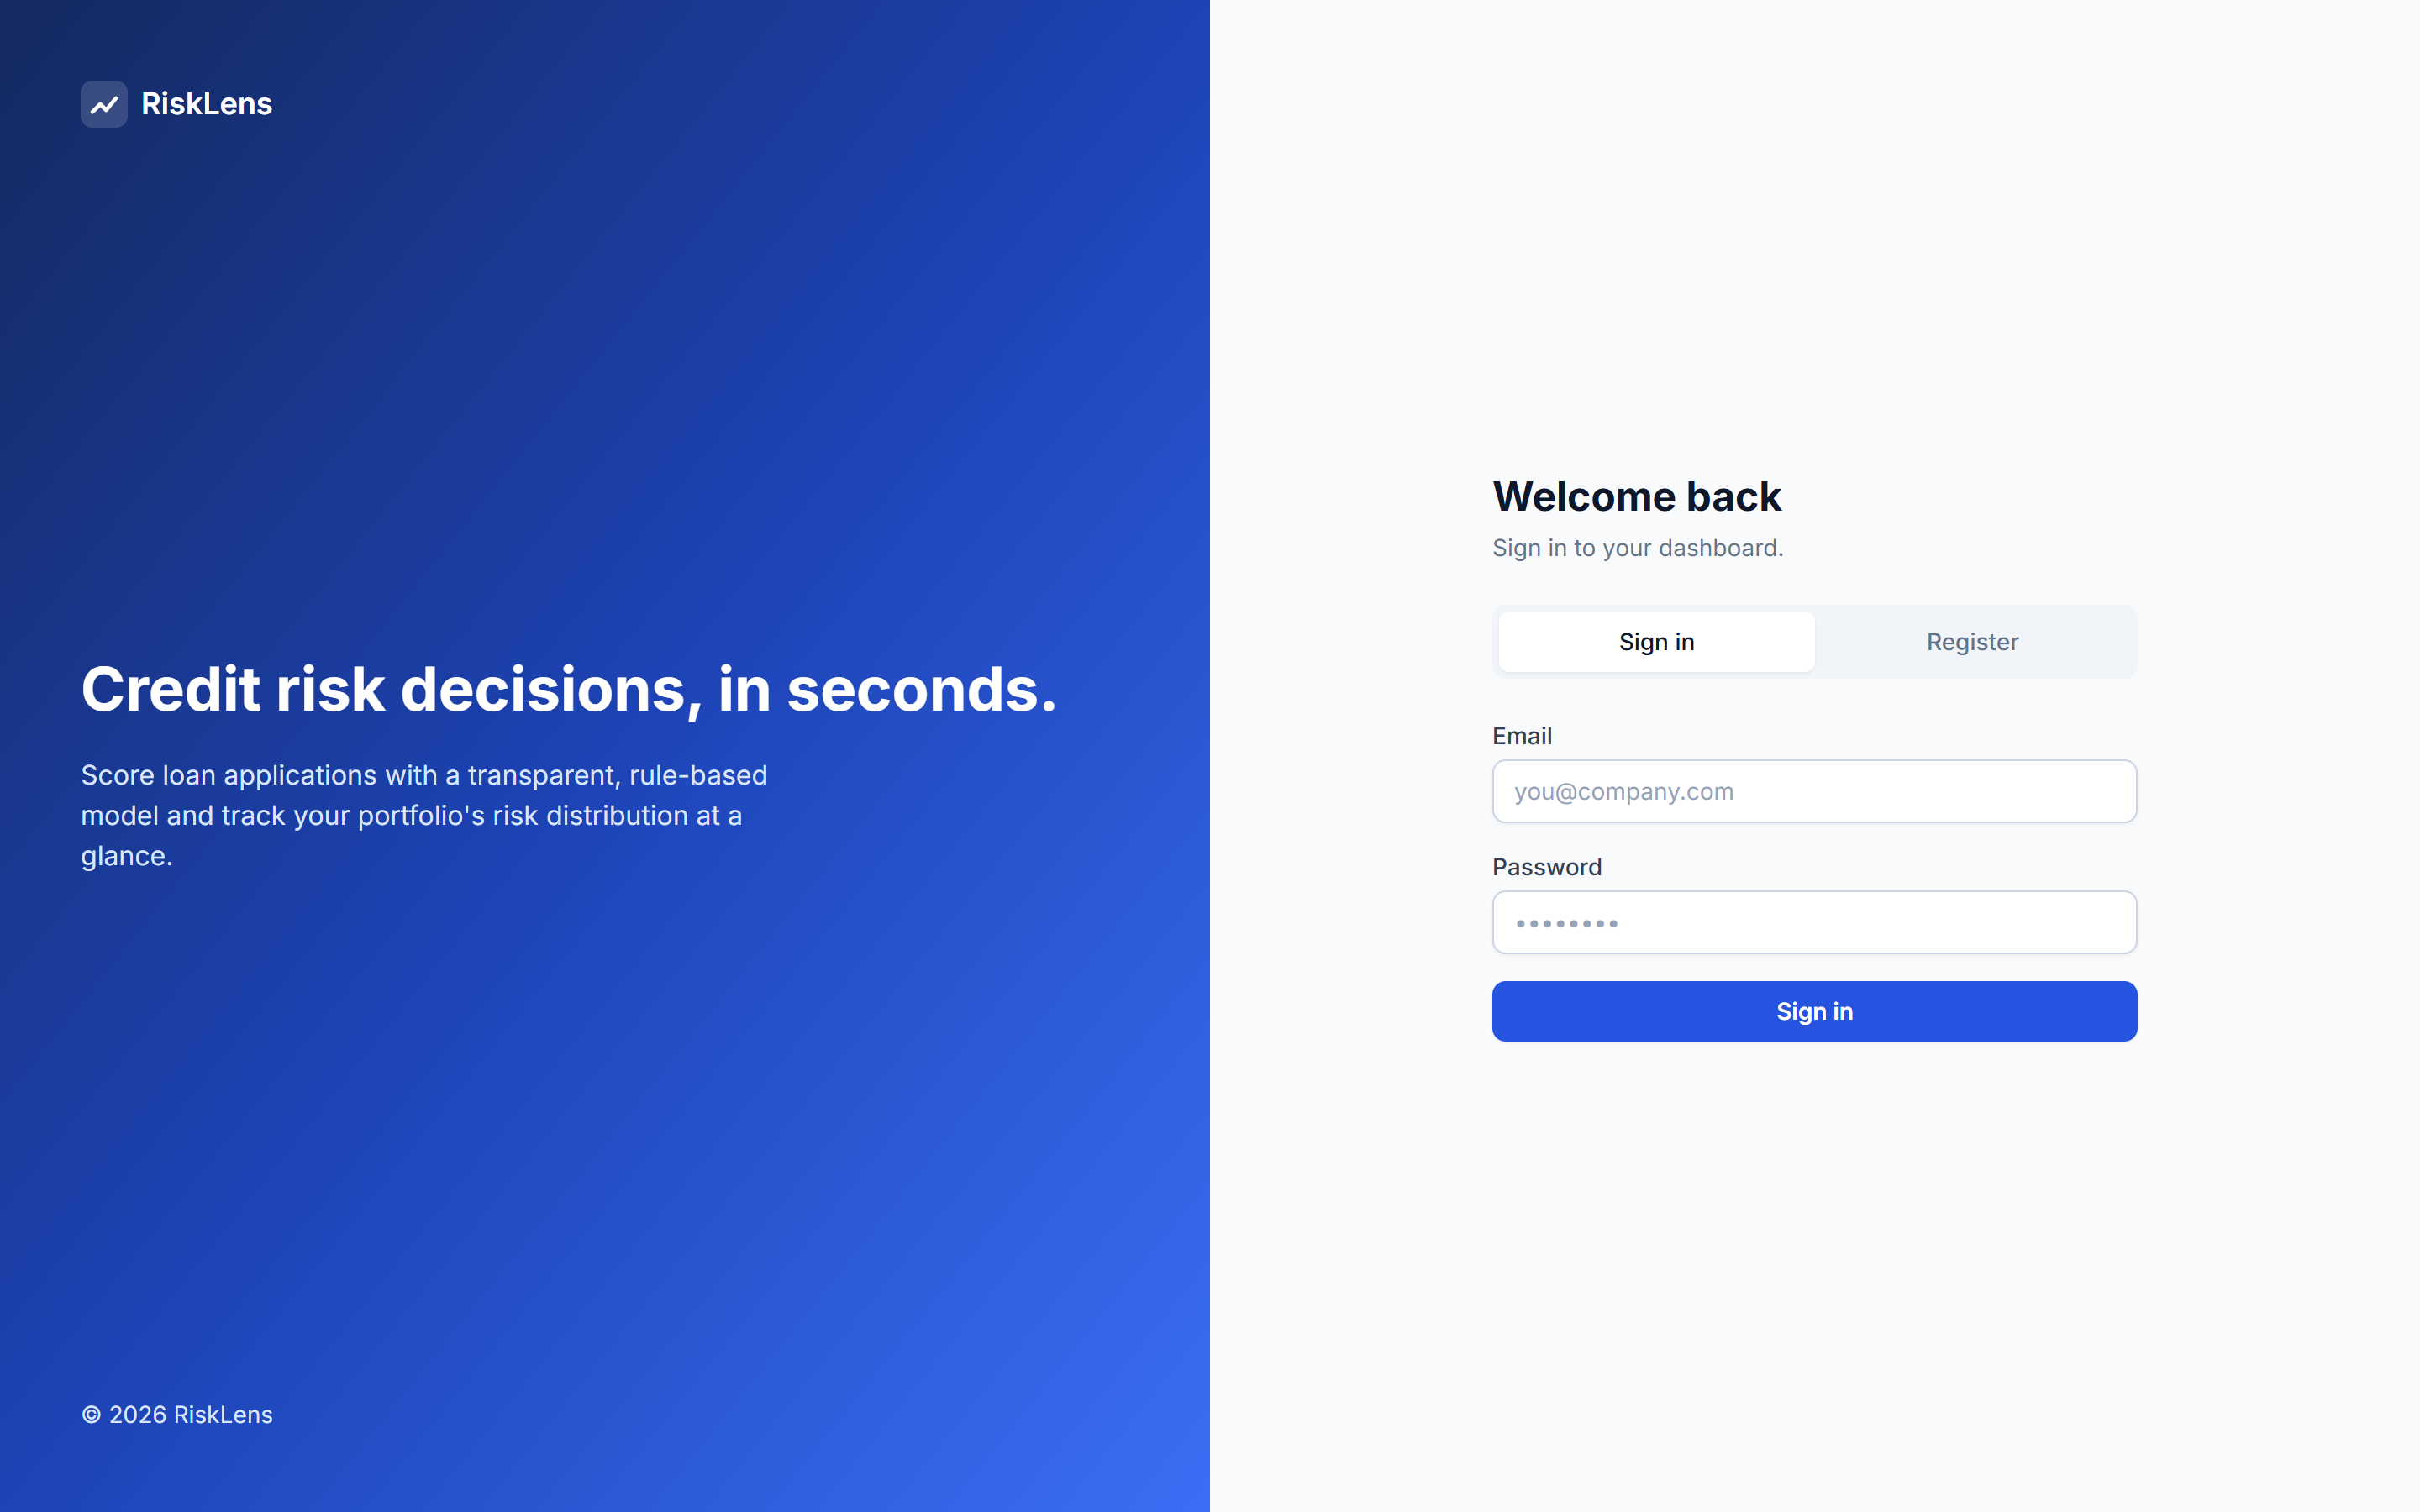 RiskLens
Credit risk decisions, in seconds.
Score loan applications with a transparent, rule-based
model and track your portfolio's risk distribution at a
glance.
© 2026 RiskLens
Welcome back
Sign in to your dashboard.
Sign in
Register
Email
you@company.com
Password
••••••••
Sign in